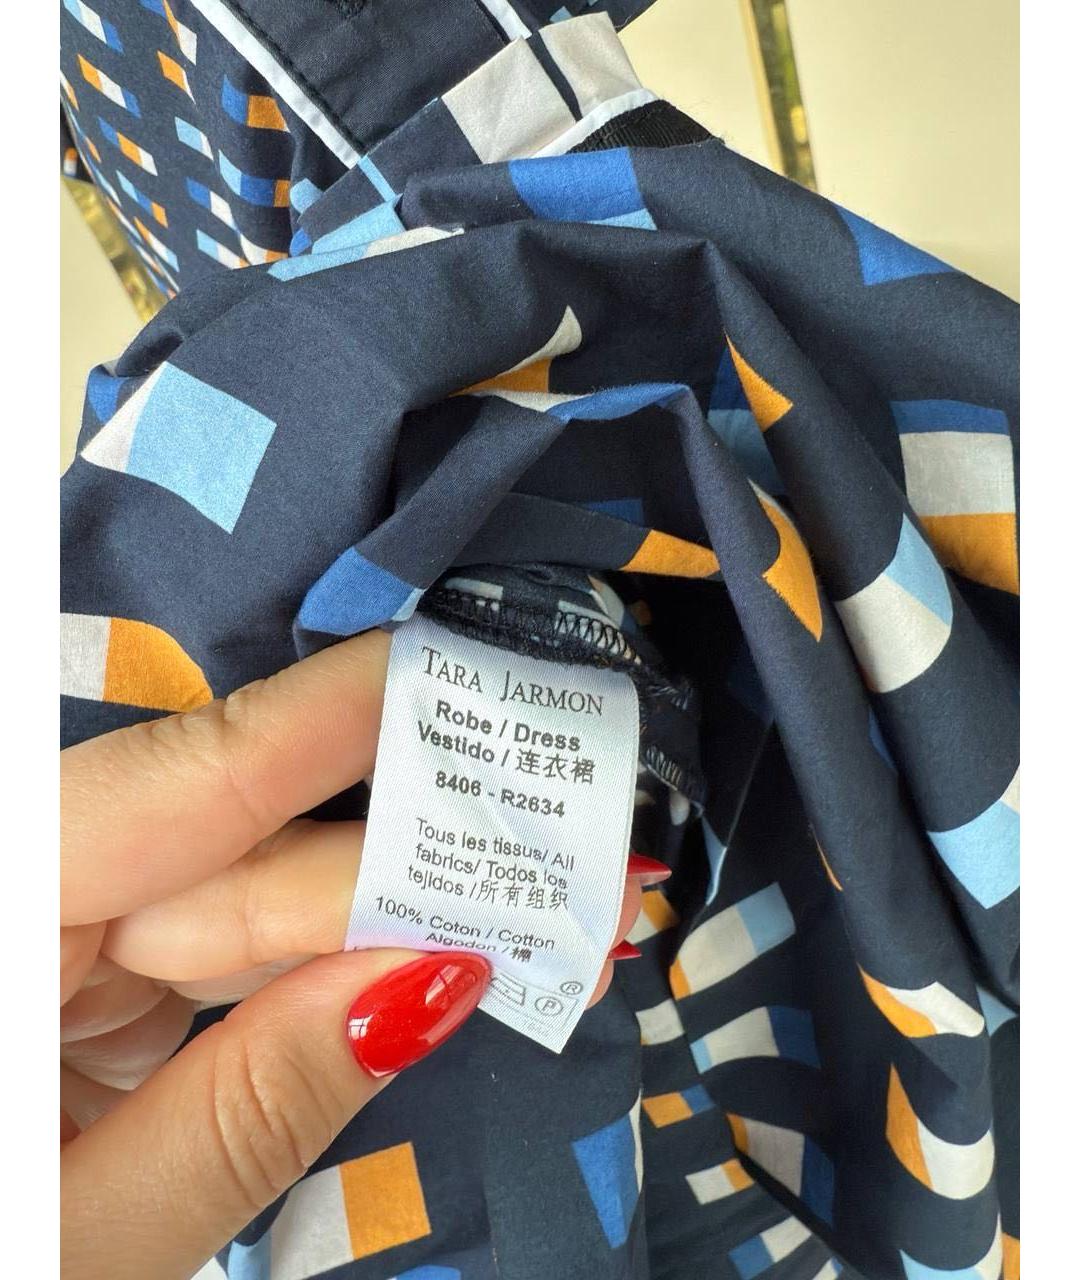 TARA JARMON
Robe / Dress
Vestido / 连衣裙
8406 - R2634
Tous les tissus/ All
fabrics/ Todos los
tejidos /所有组织
100% Coton / Cotton
Algodon / 棉
®
P